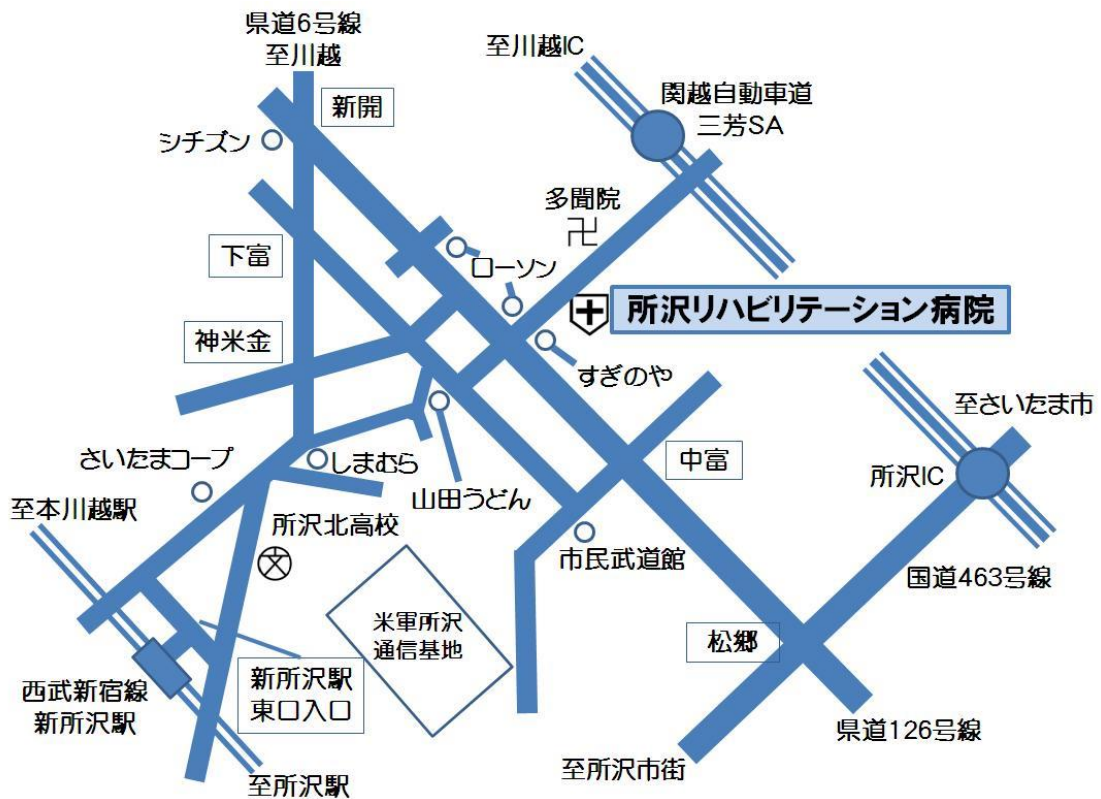 県道6号線
至川越
至川越IC
関越自動車道
三芳SA
新開
シチズン
多聞院
下富
ローソン
所沢リハビリテーション病院
神米金
すぎのや
至さいたま市
さいたまコープ
しまむら
中富
所沢IC
山田うどん
至本川越駅
所沢北高校
文
市民武道館
国道463号線
米軍所沢
通信基地
松郷
西武新宿線
新所沢駅
新所沢駅
東口入口
県道126号線
至所沢市街
至所沢駅